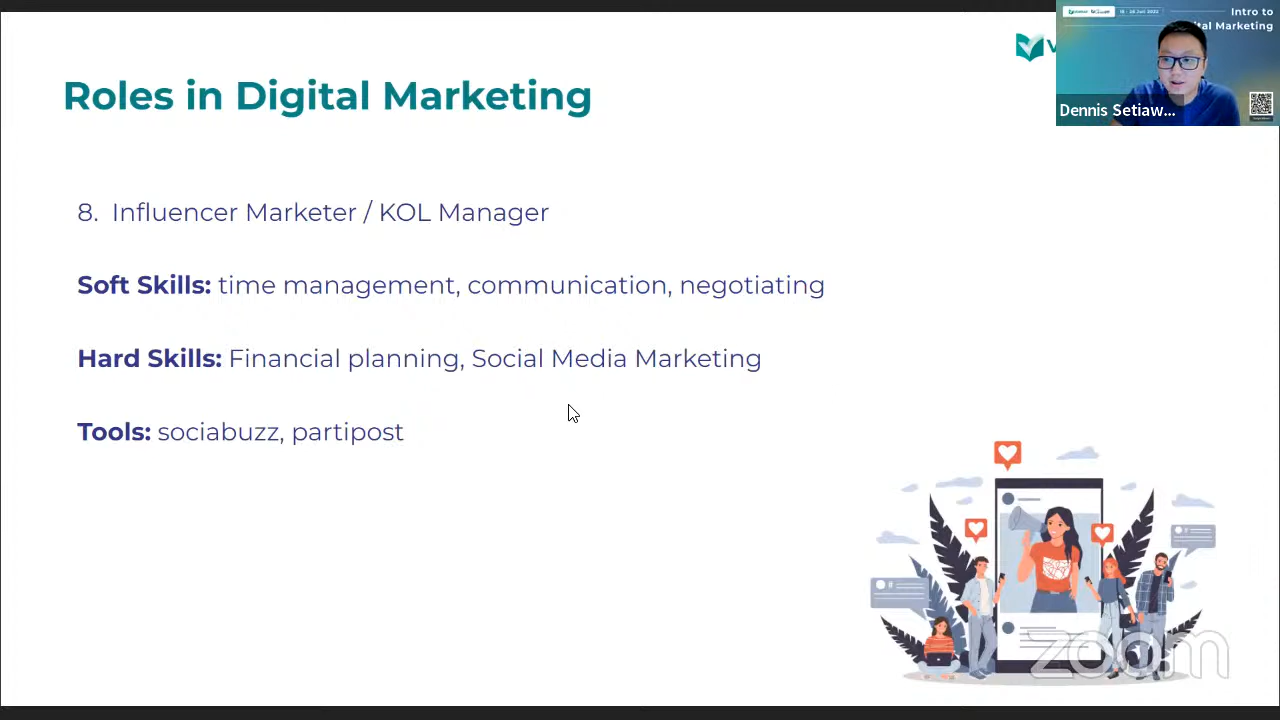 Roles in Digital Marketing
8. Influencer Marketer / KOL Manager
Soft Skills: time management, communication, negotiating
Hard Skills: Financial planning, Social Media Marketing
Tools: sociabuzz, partipost
Intro to
ital Marketing
Dennis Setiaw...
zoom